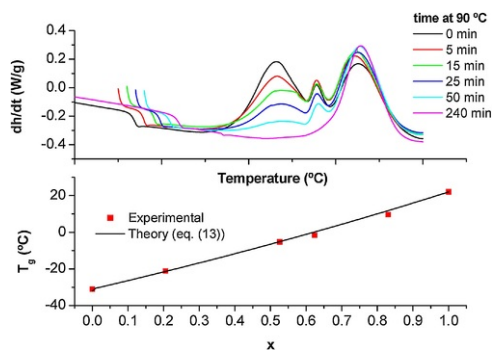 time at 90 ºC
0 min
5 min
15 min
25 min
50 min
240 min
dh/dt (W/g)
0.4
0.2
0.0
-0.2
-0.4
Temperature (ºC)
Tg (ºC)
20
0
-20
-40
Experimental
Theory (eq. (13))
0.0 0.1 0.2 0.3 0.4 0.5 0.6 0.7 0.8 0.9 1.0
x